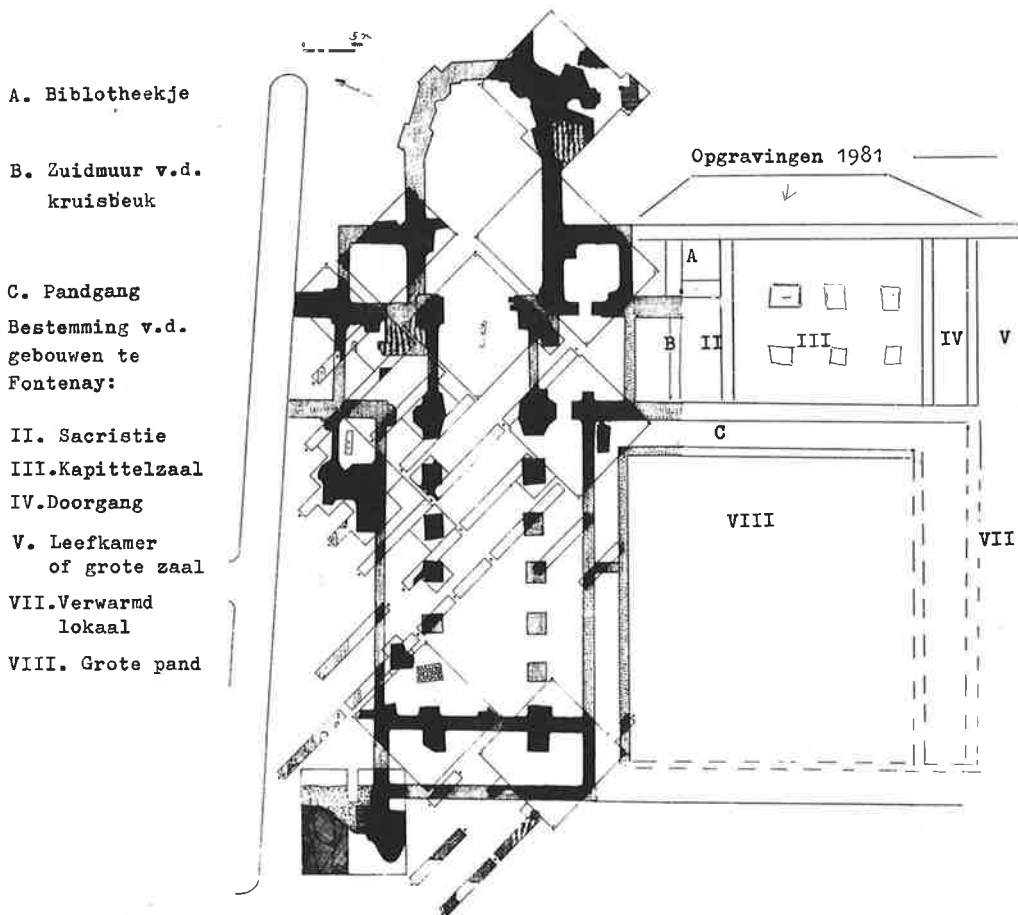 5 m
A. Biblotheekje
B. Zuidmuur v.d.
kruisbeuk
C. Pandgang
Bestemming v.d.
gebouwen te
Fontenay:
II. Sacristie
III.Kapittelzaal
IV.Doorgang
V. Leefkamer
of grote zaal
VII.Verwarmd
lokaal
VIII. Grote pand
Opgravingen 1981
A
B
II
III
IV
V
C
VIII
VII